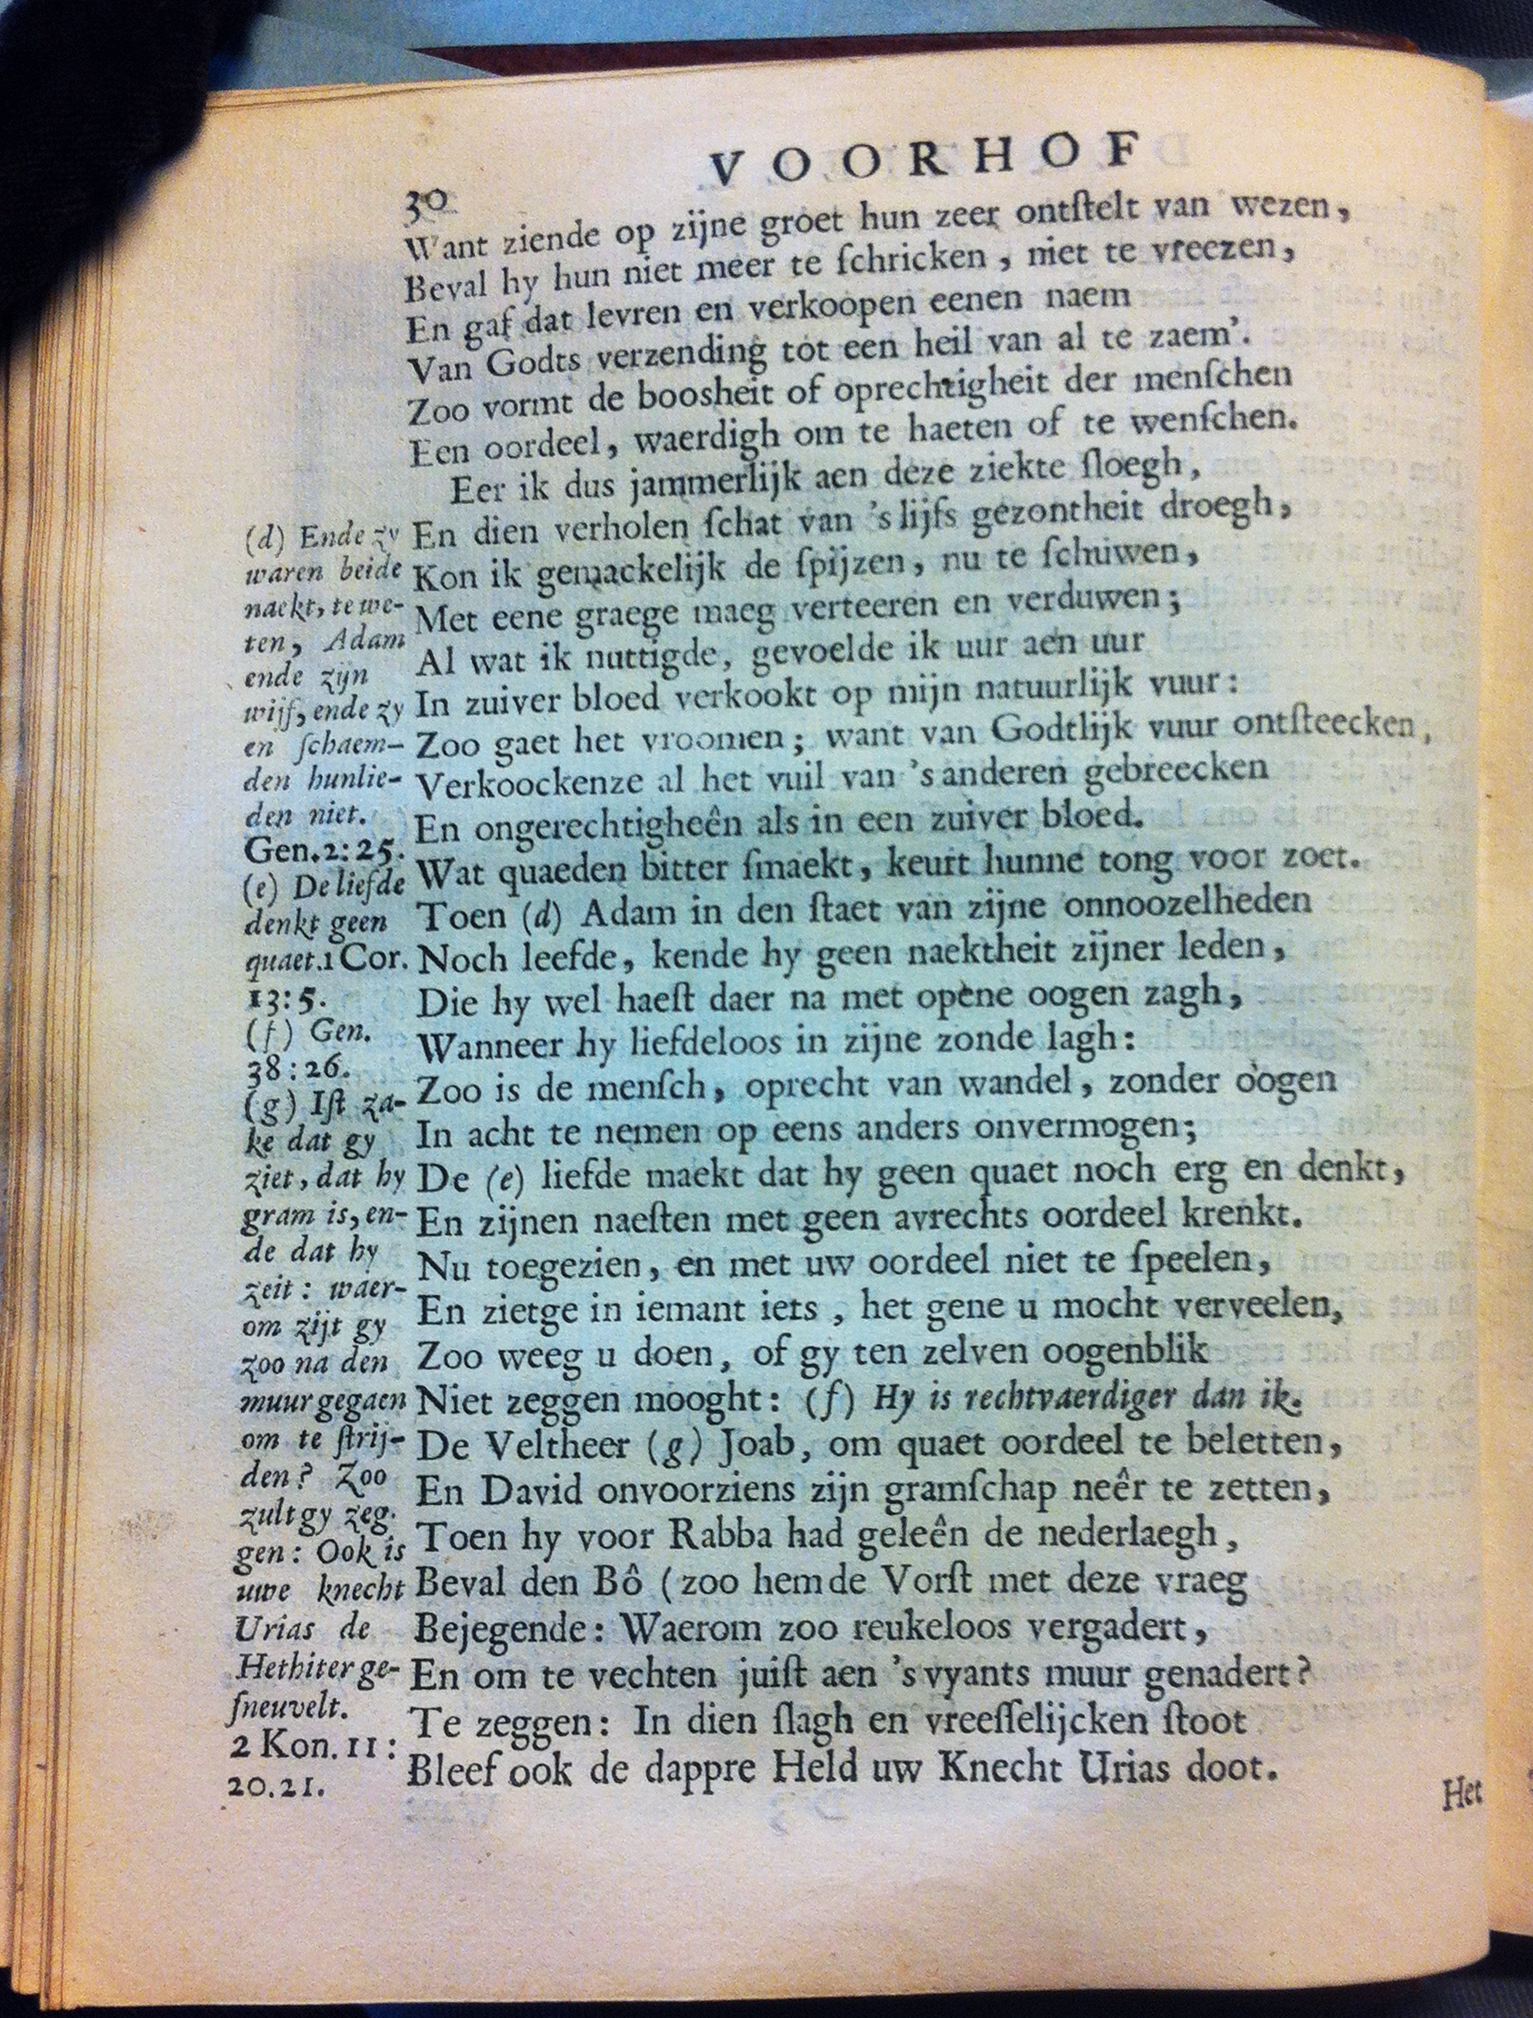 VOORHOF
30
Want ziende op zijne groet hun zeer ontſtelt van wezen,
Beval hy hun niet meer te ſchricken, niet te vreezen,
En gaf dat levren en verkoopen eenen naem
Van Godts verzending tot een heil van al te zaem'.
Zoo vormt de boosheit of oprechtigheit der menſchen
Een oordeel, waerdigh om te haeten of te wenſchen.
Eer ik dus jammerlijk aen deze ziekte ſloegh,
En dien verholen ſchat van 's lijfs gezontheit droegh,
Kon ik gemackelijk de ſpijzen, nu te ſchuwen,
Met eene graege maeg verteeren en verduwen;
Al wat ik nuttigde, gevoelde ik uur aen uur
In zuiver bloed verkookt op mijn natuurlijk vuur:
Zoo gaet het vroomen; want van Godtlijk vuur ontſteecken,
Verkoockenze al het vuil van 's anderen gebreecken
En ongerechtigheên als in een zuiver bloed.
Wat quaeden bitter ſmaekt, keurt hunne tong voor zoet.
Toen (d) Adam in den ſtaet van zijne onnoozelheden
Noch leefde, kende hy geen naektheit zijner leden,
Die hy wel haeſt daer na met opene oogen zagh,
Wanneer hy liefdeloos in zijne zonde lagh:
Zoo is de menſch, oprecht van wandel, zonder oogen
In acht te nemen op eens anders onvermogen;
De (e) liefde maekt dat hy geen quaet noch erg en denkt,
En zijnen naeſten met geen avrechts oordeel krenkt.
Nu toegezien, en met uw oordeel niet te ſpeelen,
En zietge in iemant iets, het gene u mocht verveelen,
Zoo weeg u doen, of gy ten zelven oogenblik
Niet zeggen mooght: (f) Hy is rechtvaerdiger dan ik.
De Veltheer (g) Joab, om quaet oordeel te beletten,
En David onvoorziens zijn gramſchap neêr te zetten,
Toen hy voor Rabba had geleên de nederlaegh,
Beval den Bô (zoo hem de Vorſt met deze vraeg
Bejegende: Waerom zoo reukeloos vergadert,
En om te vechten juiſt aen 's vyants muur genadert?
Te zeggen: In dien ſlagh en vreeſſelijcken ſtoot
Bleef ook de dappre Held uw Knecht Urias doot.
Het
(d) Ende zy
waren beide
naekt, te we-
ten, Adam
ende zijn
wijf, ende zy
en ſchaem-
den hunlie-
den niet.
Gen. 2: 25.
(e) De liefde
denkt geen
quaet. 1 Cor.
13: 5.
(f) Gen.
38: 26.
(g) Iſt za-
ke dat gy
ziet, dat hy
gram is, en-
de dat hy
zeit: waer-
om zijt gy
zoo na den
muur gegaen
om te ſtrij-
den? Zoo
zult gy zeg-
gen: Ook is
uwe knecht
Urias de
Hethiter ge-
ſneuvelt.
2 Kon. 11:
20. 21.